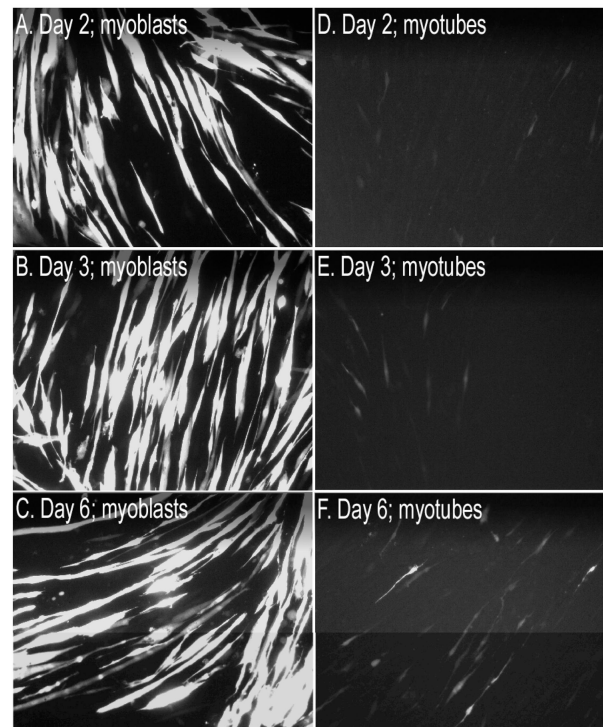 A. Day 2; myoblasts
D. Day 2; myotubes
B. Day 3; myoblasts
E. Day 3; myotubes
C. Day 6; myoblasts
F. Day 6; myotubes